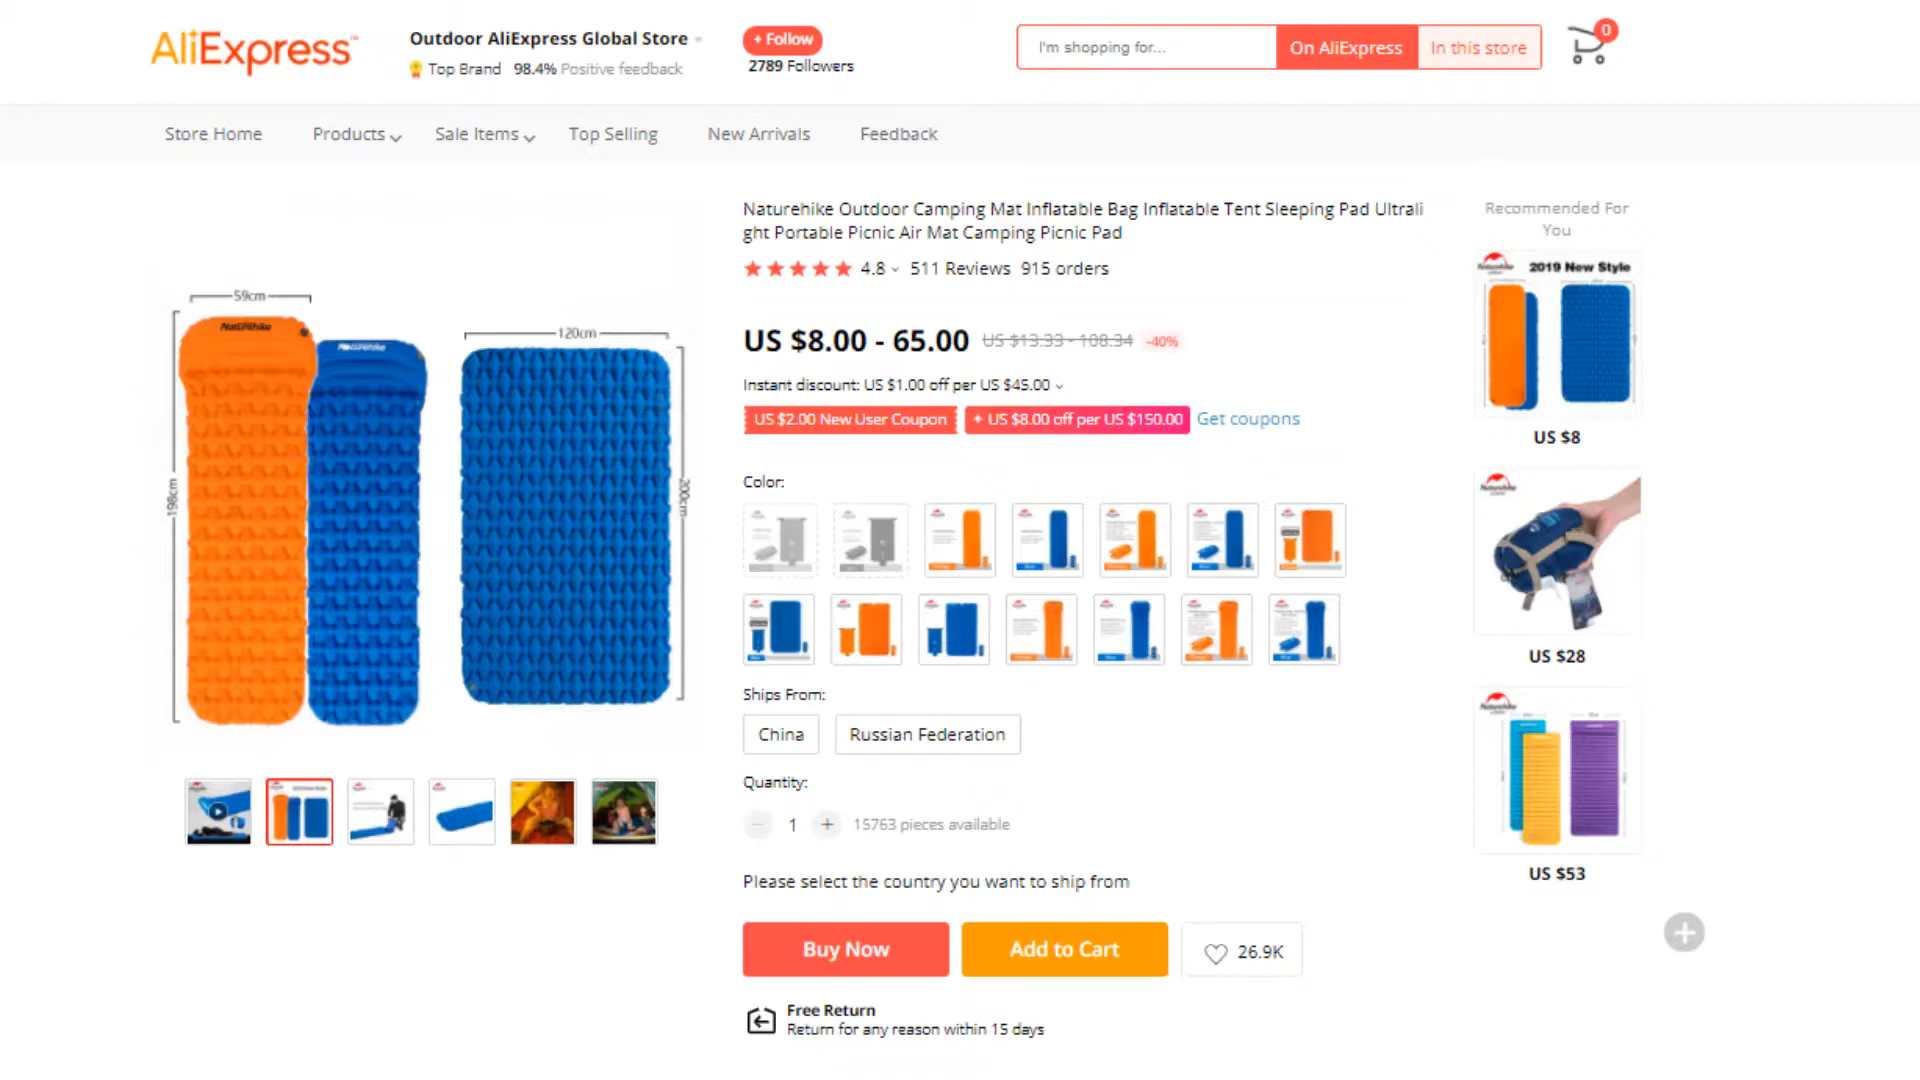 AliExpress™
Outdoor AliExpress Global Store
Top Brand 98.4% Positive feedback
+ Follow
2789 Followers
I'm shopping for...
On AliExpress
In this store
0
Store Home
Products
Sale Items
Top Selling
New Arrivals
Feedback
59cm
Naturehike
Naturehike
198cm
120cm
200cm
Naturehike Outdoor Camping Mat Inflatable Bag Inflatable Tent Sleeping Pad Ultrali
ght Portable Picnic Air Mat Camping Picnic Pad
4.8
511 Reviews
915 orders
US $8.00 - 65.00
US $13.33 - 108.34
-40%
Instant discount: US $1.00 off per US $45.00
US $2.00 New User Coupon
+ US $8.00 off per US $150.00
Get coupons
Color:
Ships From:
China
Russian Federation
Quantity:
1
+
15763 pieces available
Please select the country you want to ship from
Buy Now
Add to Cart
26.9K
Free Return
Return for any reason within 15 days
Recommended For
You
Naturehike
2019 New Style
US $8
Naturehike
US $28
Naturehike
US $53